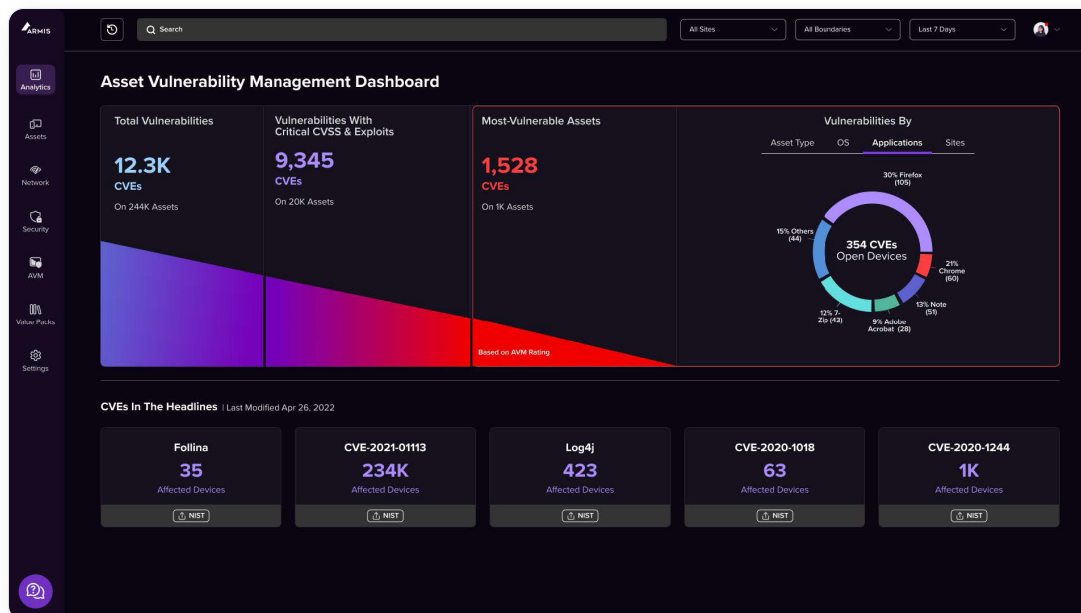 ARMIS
Search
All Sites
All Boundaries
Last 7 Days
Analytics
Assets
Network
Security
AVM
Value Packs
Settings
Asset Vulnerability Management Dashboard
Total Vulnerabilities
12.3K
CVEs
On 244K Assets
Vulnerabilities With
Critical CVSS & Exploits
9,345
CVEs
On 20K Assets
Most-Vulnerable Assets
1,528
CVEs
On 1K Assets
Based on AVM Rating
Vulnerabilities By
Asset Type OS Applications Sites
30% Firefox
(105)
15% Others
(44)
354 CVEs
Open Devices
21%
Chrome
(60)
13% Note
(51)
12% 7-
Zip (43)
9% Adobe
Acrobat (28)
CVEs In The Headlines | Last Modified Apr 26, 2022
Follina
35
Affected Devices
NIST
CVE-2021-01113
234K
Affected Devices
NIST
Log4j
423
Affected Devices
NIST
CVE-2020-1018
63
Affected Devices
NIST
CVE-2020-1244
1K
Affected Devices
NIST